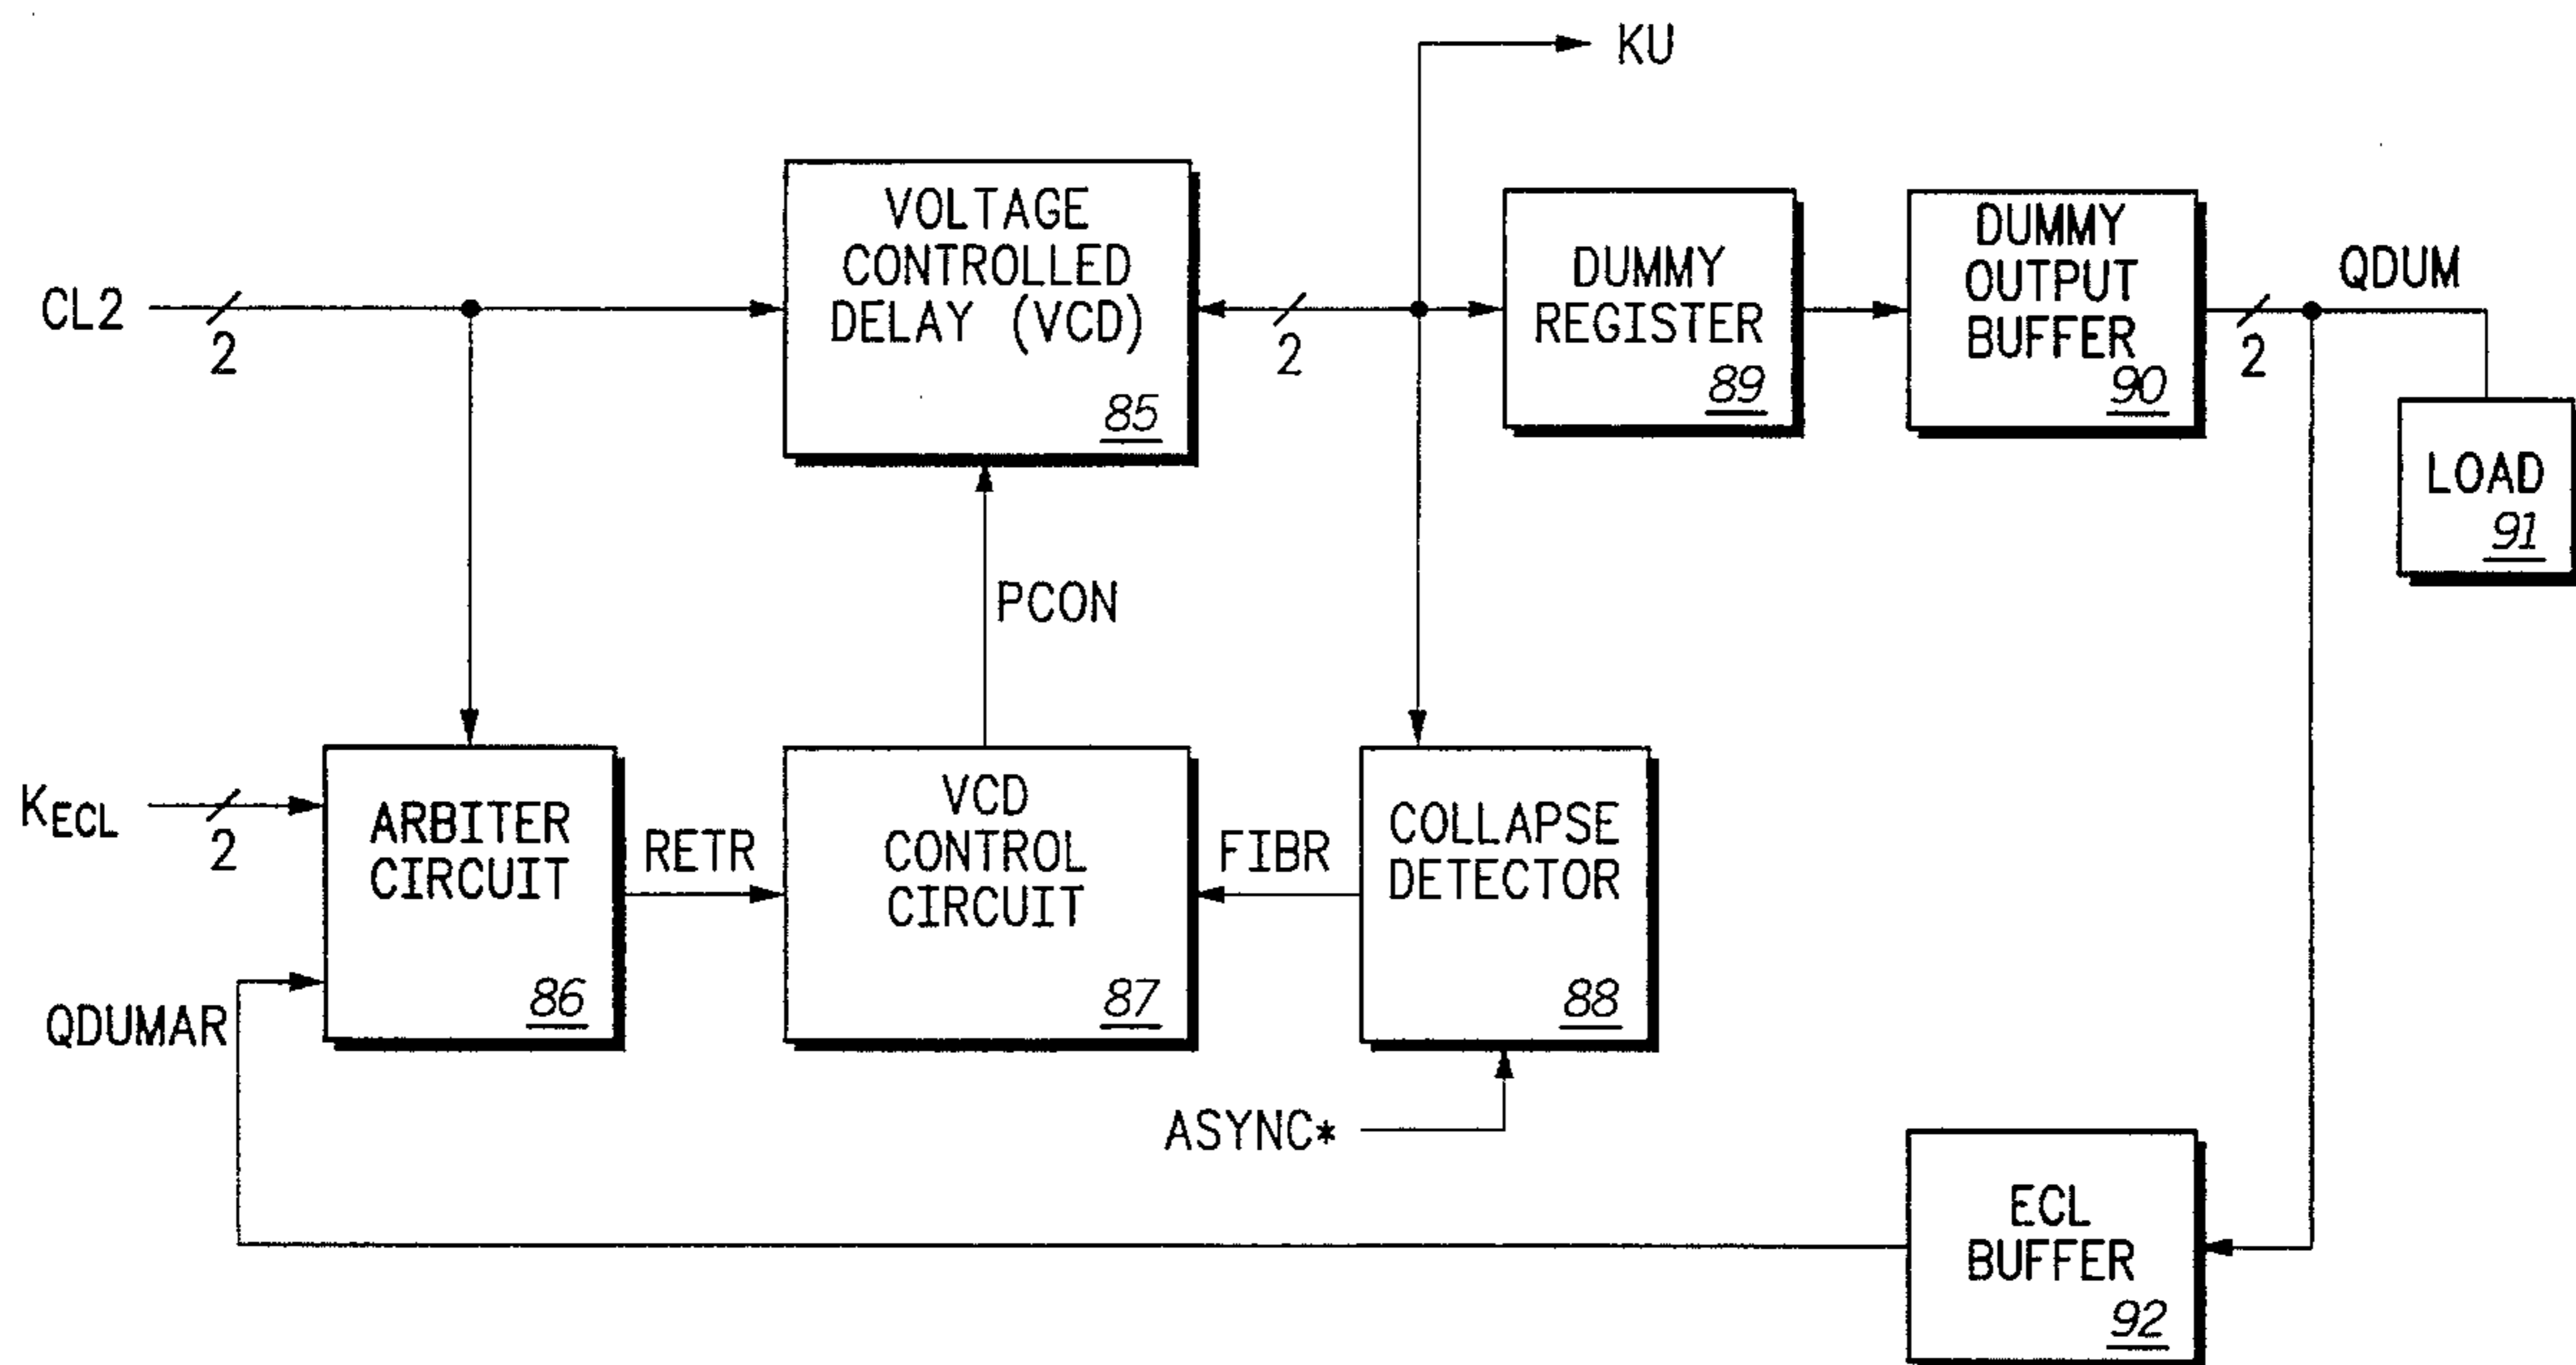 KU
VOLTAGE
CONTROLLED
DELAY (VCD)
85
DUMMY
REGISTER
89
DUMMY
OUTPUT
BUFFER
90
QDUM
CL2
2
2
2
LOAD
91
PCON
K_ECL
2
ARBITER
CIRCUIT
86
RETR
VCD
CONTROL
CIRCUIT
87
FIBR
COLLAPSE
DETECTOR
88
QDUMAR
ASYNC*
ECL
BUFFER
92